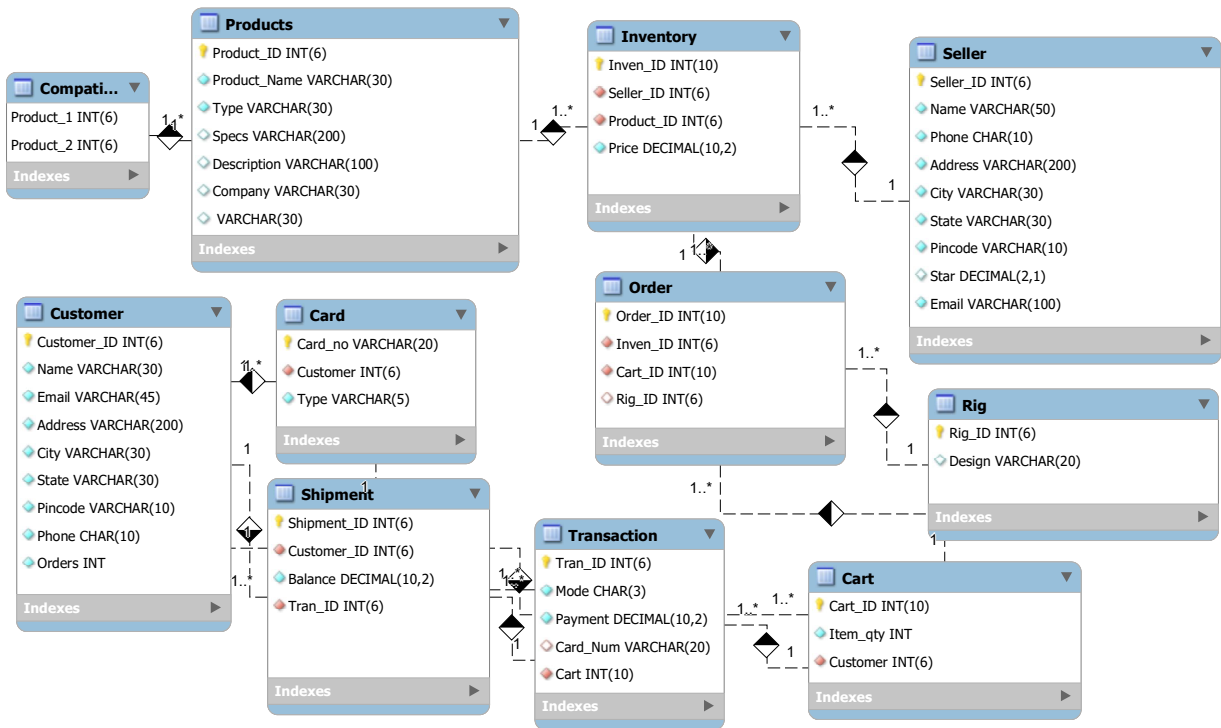 Compati...
Product_1 INT(6)
Product_2 INT(6)
Indexes
Products
Product_ID INT(6)
Product_Name VARCHAR(30)
Type VARCHAR(30)
Specs VARCHAR(200)
Description VARCHAR(100)
Company VARCHAR(30)
VARCHAR(30)
Indexes
Inventory
Inven_ID INT(10)
Seller_ID INT(6)
Product_ID INT(6)
Price DECIMAL(10,2)
Indexes
Seller
Seller_ID INT(6)
Name VARCHAR(50)
Phone CHAR(10)
Address VARCHAR(200)
City VARCHAR(30)
State VARCHAR(30)
Pincode VARCHAR(10)
Star DECIMAL(2,1)
Email VARCHAR(100)
Indexes
1
1..*
1..*
1
Customer
Customer_ID INT(6)
Name VARCHAR(30)
Email VARCHAR(45)
Address VARCHAR(200)
City VARCHAR(30)
State VARCHAR(30)
Pincode VARCHAR(10)
Phone CHAR(10)
Orders INT
Indexes
Card
Card_no VARCHAR(20)
Customer INT(6)
Type VARCHAR(5)
Indexes
Order
Order_ID INT(10)
Inven_ID INT(6)
Cart_ID INT(10)
Rig_ID INT(6)
Indexes
1
1..*
1
1..*
Rig
Rig_ID INT(6)
Design VARCHAR(20)
Indexes
1
1
1..*
1
Shipment
Shipment_ID INT(6)
Customer_ID INT(6)
Balance DECIMAL(10,2)
Tran_ID INT(6)
Indexes
Transaction
Tran_ID INT(6)
Mode CHAR(3)
Payment DECIMAL(10,2)
Card_Num VARCHAR(20)
Cart INT(10)
Indexes
Cart
Cart_ID INT(10)
Item_qty INT
Customer INT(6)
Indexes
1
1..*
1..*
1
1